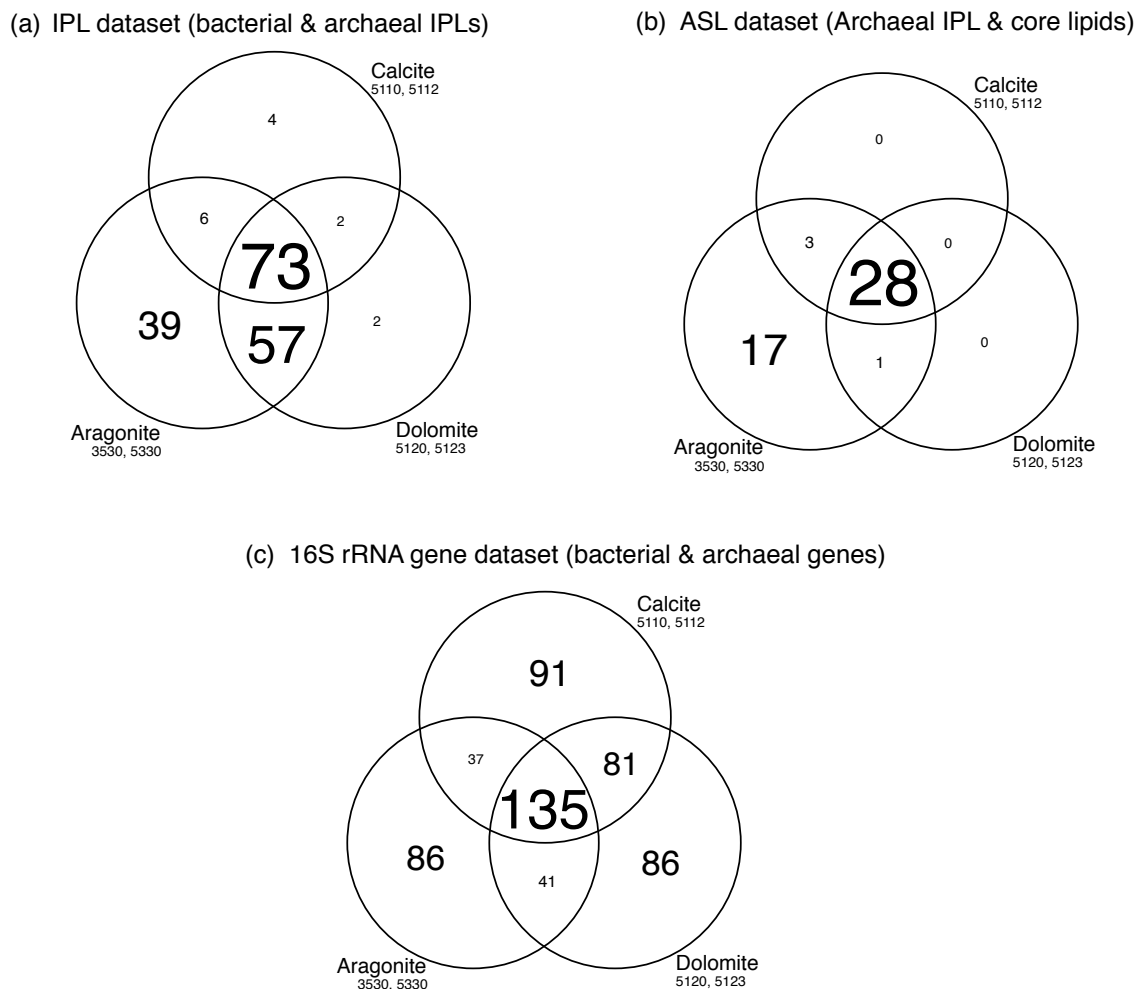 (a) IPL dataset (bacterial & archaeal IPLs)
Calcite
5110, 5112
4
6
2
73
39
57
2
Aragonite
3530, 5330
Dolomite
5120, 5123
(b) ASL dataset (Archaeal IPL & core lipids)
Calcite
5110, 5112
0
3
0
28
17
1
0
Aragonite
3530, 5330
Dolomite
5120, 5123
(c) 16S rRNA gene dataset (bacterial & archaeal genes)
Calcite
5110, 5112
91
37
81
135
86
41
86
Aragonite
3530, 5330
Dolomite
5120, 5123